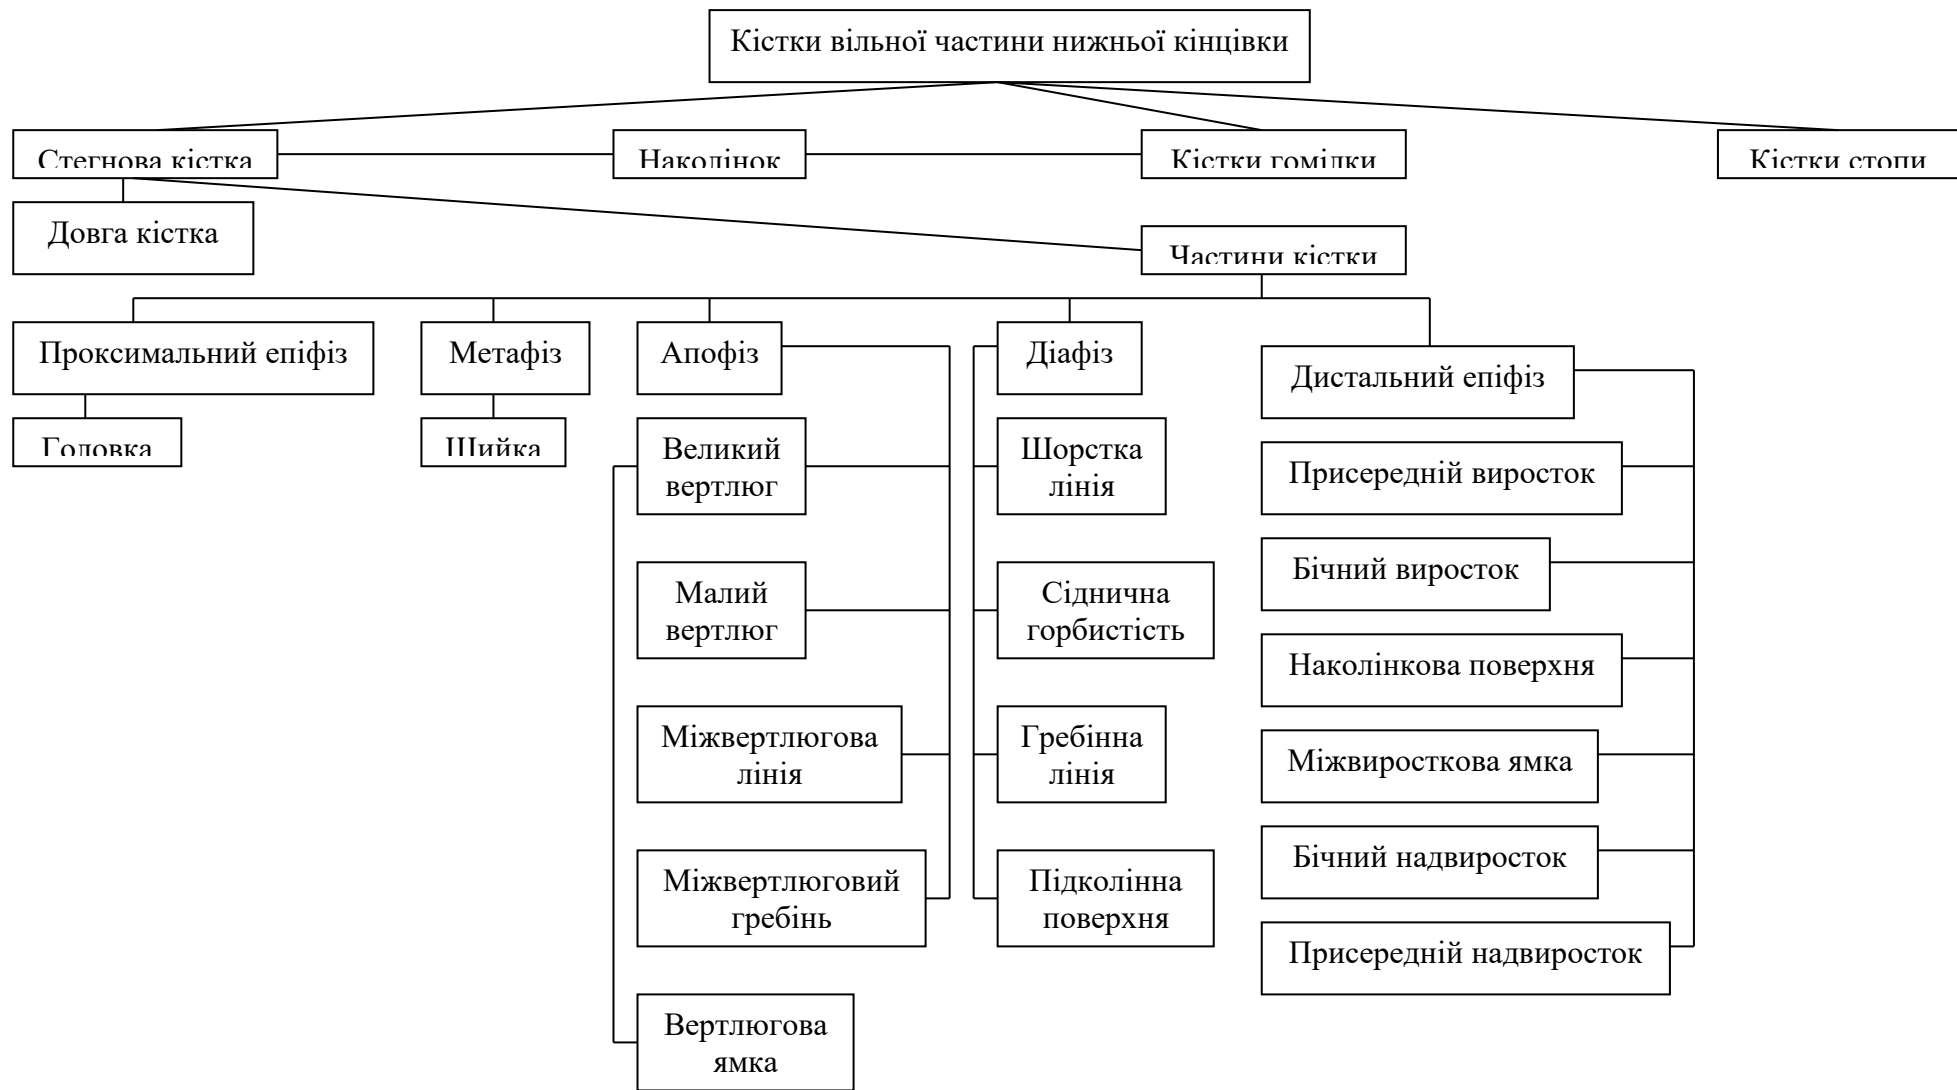 Кістки вільної частини нижньої кінцівки
Стегнова кістка
Наколінок
Кістки гомілки
Кістки стопи
Довга кістка
Частини кістки
Проксимальний епіфіз
Метафіз
Апофіз
Діафіз
Дистальний епіфіз
Головка
Шийка
Великий
вертлюг
Малий
вертлюг
Міжвертлюгова
лінія
Міжвертлюговий
гребінь
Вертлюгова
ямка
Шорстка
лінія
Сіднична
горбистість
Гребінна
лінія
Підколінна
поверхня
Присередній виросток
Бічний виросток
Наколінкова поверхня
Міжвиросткова ямка
Бічний надвиросток
Присередній надвиросток